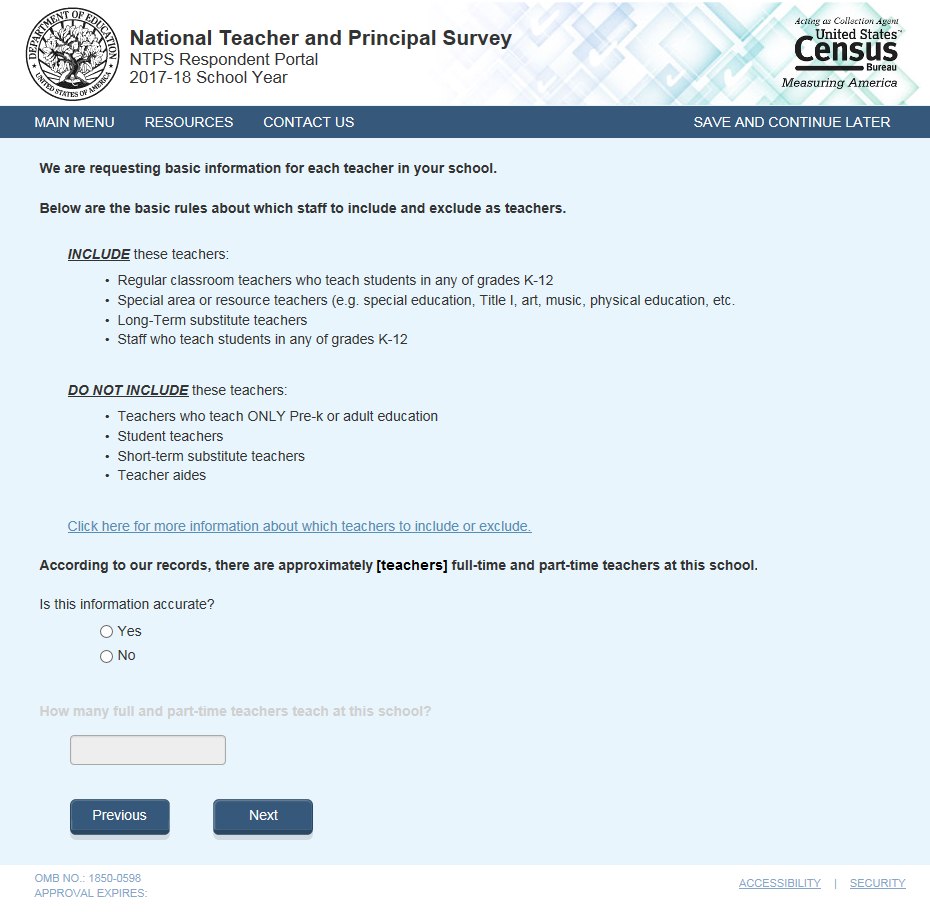 DEPARTMENT OF EDUCATION
UNITED STATES OF AMERICA
National Teacher and Principal Survey
NTPS Respondent Portal
2017-18 School Year
Acting as Collection Agent
United States™
Census
Bureau
Measuring America
MAIN MENU RESOURCES CONTACT US SAVE AND CONTINUE LATER
We are requesting basic information for each teacher in your school.
Below are the basic rules about which staff to include and exclude as teachers.
INCLUDE these teachers:
• Regular classroom teachers who teach students in any of grades K-12
• Special area or resource teachers (e.g. special education, Title I, art, music, physical education, etc.
• Long-Term substitute teachers
• Staff who teach students in any of grades K-12
DO NOT INCLUDE these teachers:
• Teachers who teach ONLY Pre-k or adult education
• Student teachers
• Short-term substitute teachers
• Teacher aides
Click here for more information about which teachers to include or exclude.
According to our records, there are approximately [teachers] full-time and part-time teachers at this school.
Is this information accurate?
Yes
No
How many full and part-time teachers teach at this school?
Previous Next
OMB NO.: 1850-0598
APPROVAL EXPIRES:
ACCESSIBILITY | SECURITY